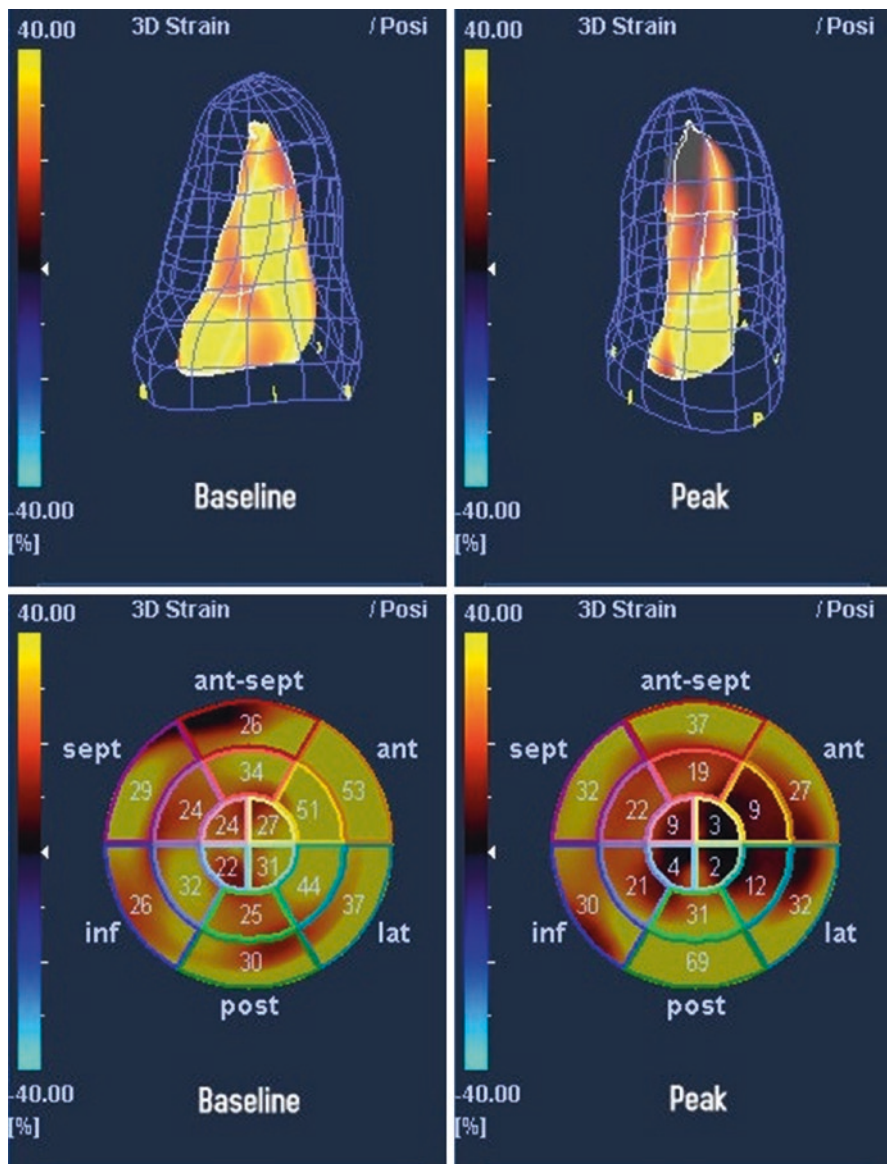 40.00 3D Strain / Posi
-40.00
[%]
Baseline
40.00 3D Strain / Posi
P
-40.00
[%]
Peak
40.00 3D Strain / Posi
ant-sept
sept
ant
26
34
29
53
24
51
24 27
22 31
32
44
26
25
37
inf
lat
30
post
-40.00
[%]
Baseline
40.00 3D Strain / Posi
ant-sept
sept
ant
37
19
32
27
22
9
9 3
4 2
21
12
30
31
32
inf
lat
69
post
-40.00
[%]
Peak